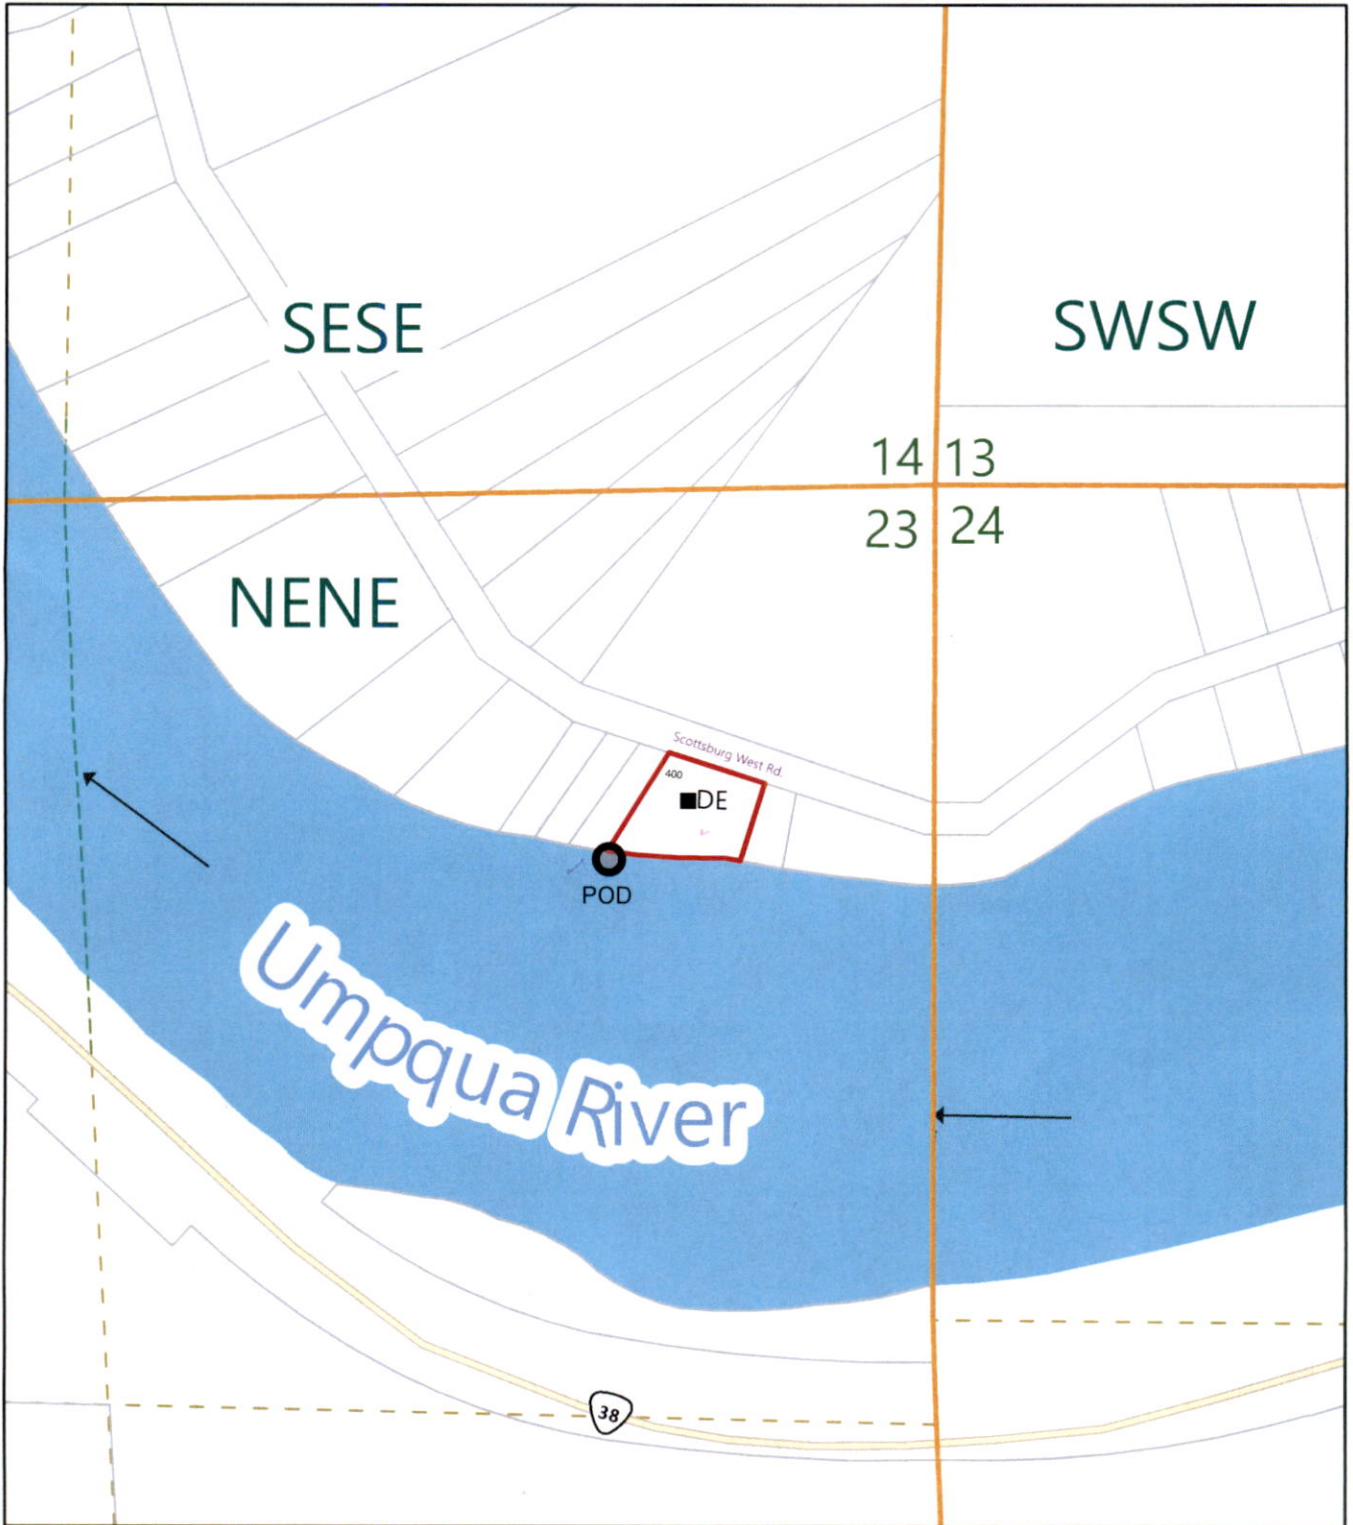 SESE
SWSW
14 13
23 24
NENE
Scottsburg West Rd.
400
DE
POD
Umpqua River
38